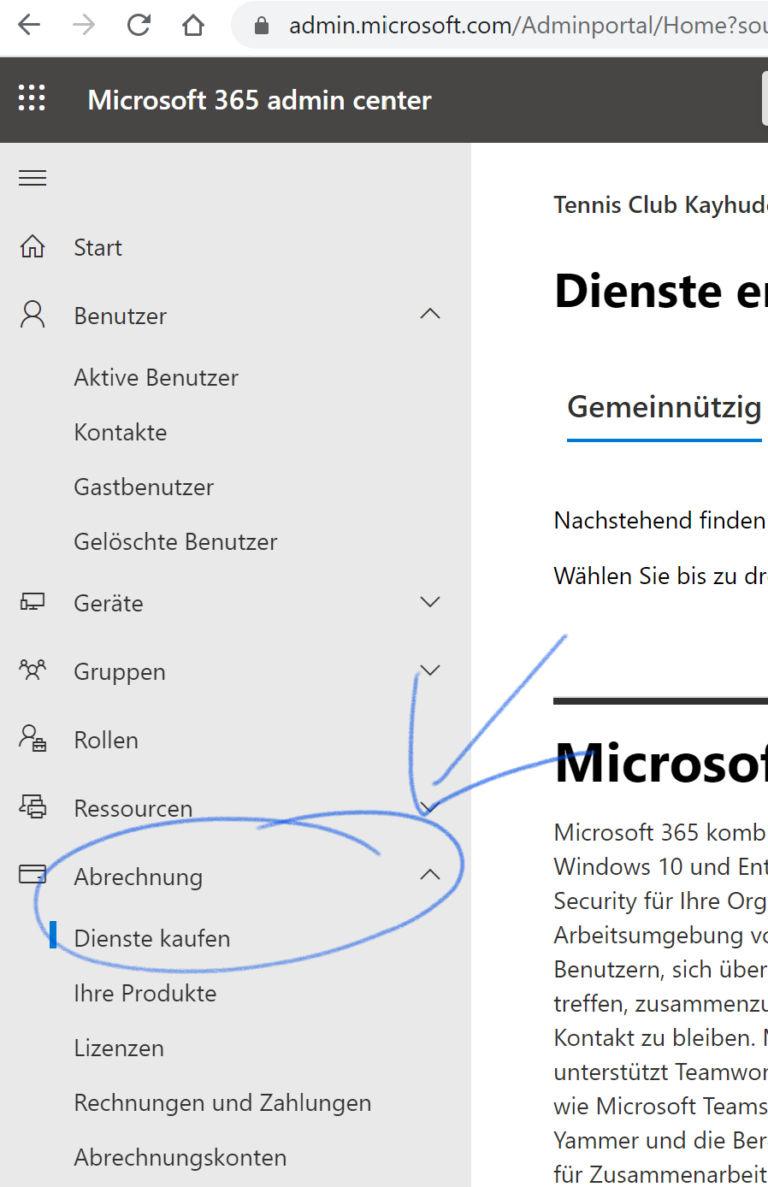 admin.microsoft.com/Adminportal/Home?sou
Microsoft 365 admin center
Start
Benutzer
Aktive Benutzer
Kontakte
Gastbenutzer
Gelöschte Benutzer
Geräte
Gruppen
Rollen
Ressourcen
Abrechnung
Dienste kaufen
Ihre Produkte
Lizenzen
Rechnungen und Zahlungen
Abrechnungskonten
Tennis Club Kayhud
Dienste e
Gemeinnützig
Nachstehend finden
Wählen Sie bis zu dr
Microsof
Microsoft 365 komb
Windows 10 und Ent
Security für Ihre Org
Arbeitsumgebung vo
Benutzern, sich über
treffen, zusammenzu
Kontakt zu bleiben.
unterstützt Teamwor
wie Microsoft Teams
Yammer und die Ber
für Zusammenarbeit